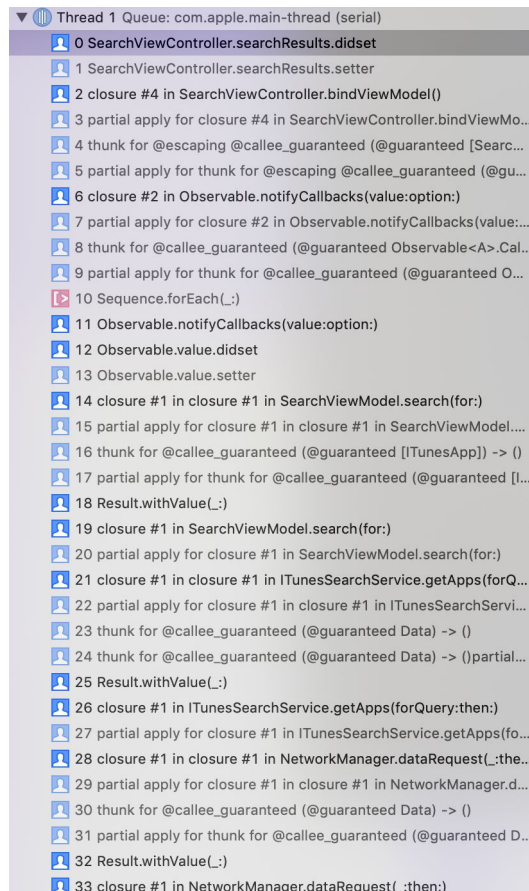 Thread 1 Queue: com.apple.main-thread (serial)
0 SearchViewController.searchResults.didset
1 SearchViewController.searchResults.setter
2 closure #4 in SearchViewController.bindViewModel()
3 partial apply for closure #4 in SearchViewController.bindViewMo...
4 thunk for @escaping @callee_guaranteed (@guaranteed [Searc...
5 partial apply for thunk for @escaping @callee_guaranteed (@gu...
6 closure #2 in Observable.notifyCallbacks(value:option:)
7 partial apply for closure #2 in Observable.notifyCallbacks(value:...
8 thunk for @callee_guaranteed (@guaranteed Observable<A>.Cal...
9 partial apply for thunk for @callee_guaranteed (@guaranteed O...
10 Sequence.forEach(_:)
11 Observable.notifyCallbacks(value:option:)
12 Observable.value.didset
13 Observable.value.setter
14 closure #1 in closure #1 in SearchViewModel.search(for:)
15 partial apply for closure #1 in closure #1 in SearchViewModel....
16 thunk for @callee_guaranteed (@guaranteed [ITunesApp]) -> ()
17 partial apply for thunk for @callee_guaranteed (@guaranteed [I...
18 Result.withValue(_:)
19 closure #1 in SearchViewModel.search(for:)
20 partial apply for closure #1 in SearchViewModel.search(for:)
21 closure #1 in closure #1 in ITunesSearchService.getApps(forQ...
22 partial apply for closure #1 in closure #1 in ITunesSearchServi...
23 thunk for @callee_guaranteed (@guaranteed Data) -> ()
24 thunk for @callee_guaranteed (@guaranteed Data) -> ()partial...
25 Result.withValue(_:)
26 closure #1 in ITunesSearchService.getApps(forQuery:then:)
27 partial apply for closure #1 in ITunesSearchService.getApps(fo...
28 closure #1 in closure #1 in NetworkManager.dataRequest(_:the...
29 partial apply for closure #1 in closure #1 in NetworkManager.d...
30 thunk for @callee_guaranteed (@guaranteed Data) -> ()
31 partial apply for thunk for @callee_guaranteed (@guaranteed D...
32 Result.withValue(_:)
33 closure #1 in NetworkManager.dataRequest(_:then:)